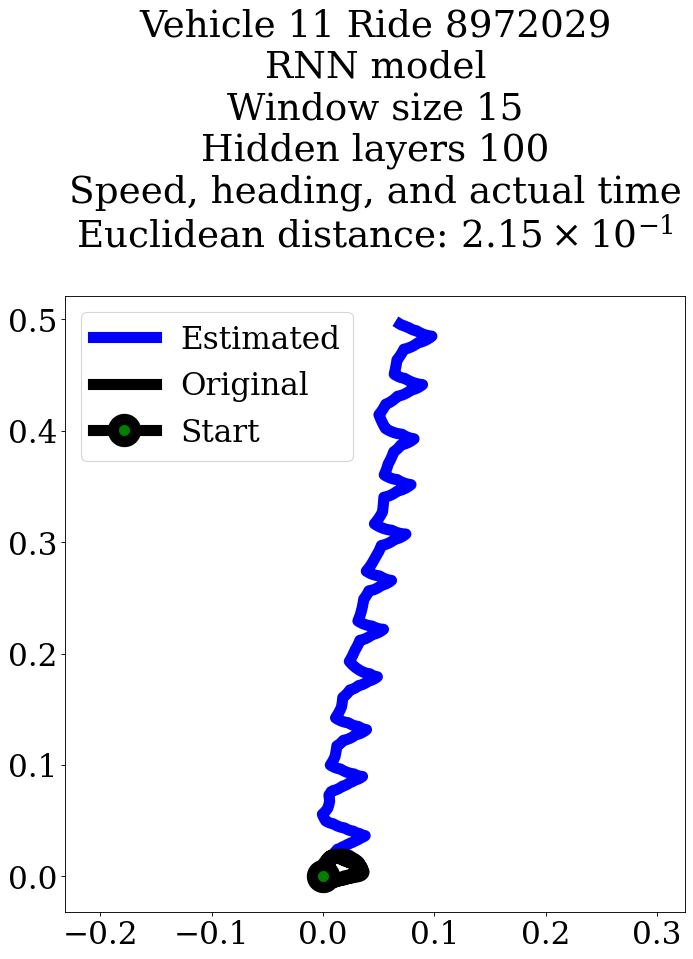 Vehicle 11 Ride 8972029
RNN model
Window size 15
Hidden layers 100
Speed, heading, and actual time
Euclidean distance: 2.15 × 10⁻¹
Estimated
Original
Start
0.5
0.4
0.3
0.2
0.1
0.0
−0.2 −0.1 0.0 0.1 0.2 0.3